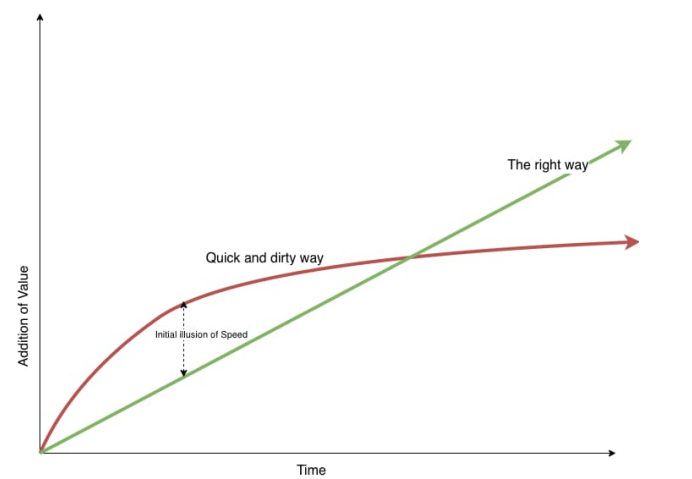 The right way
Quick and dirty way
Initial illusion of Speed
Addition of Value
Time